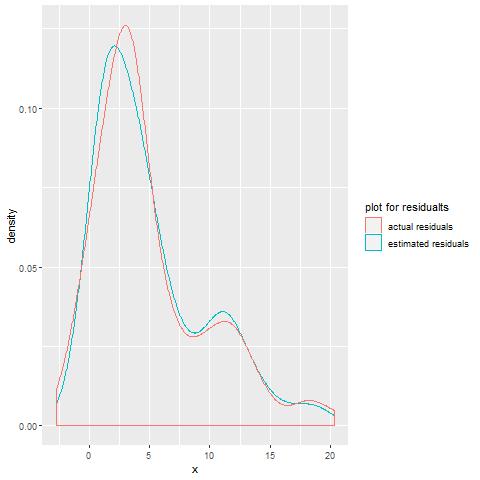 0.10
0.05
0.00
density
0
5
10
15
20
x
plot for residualts
actual residuals
estimated residuals